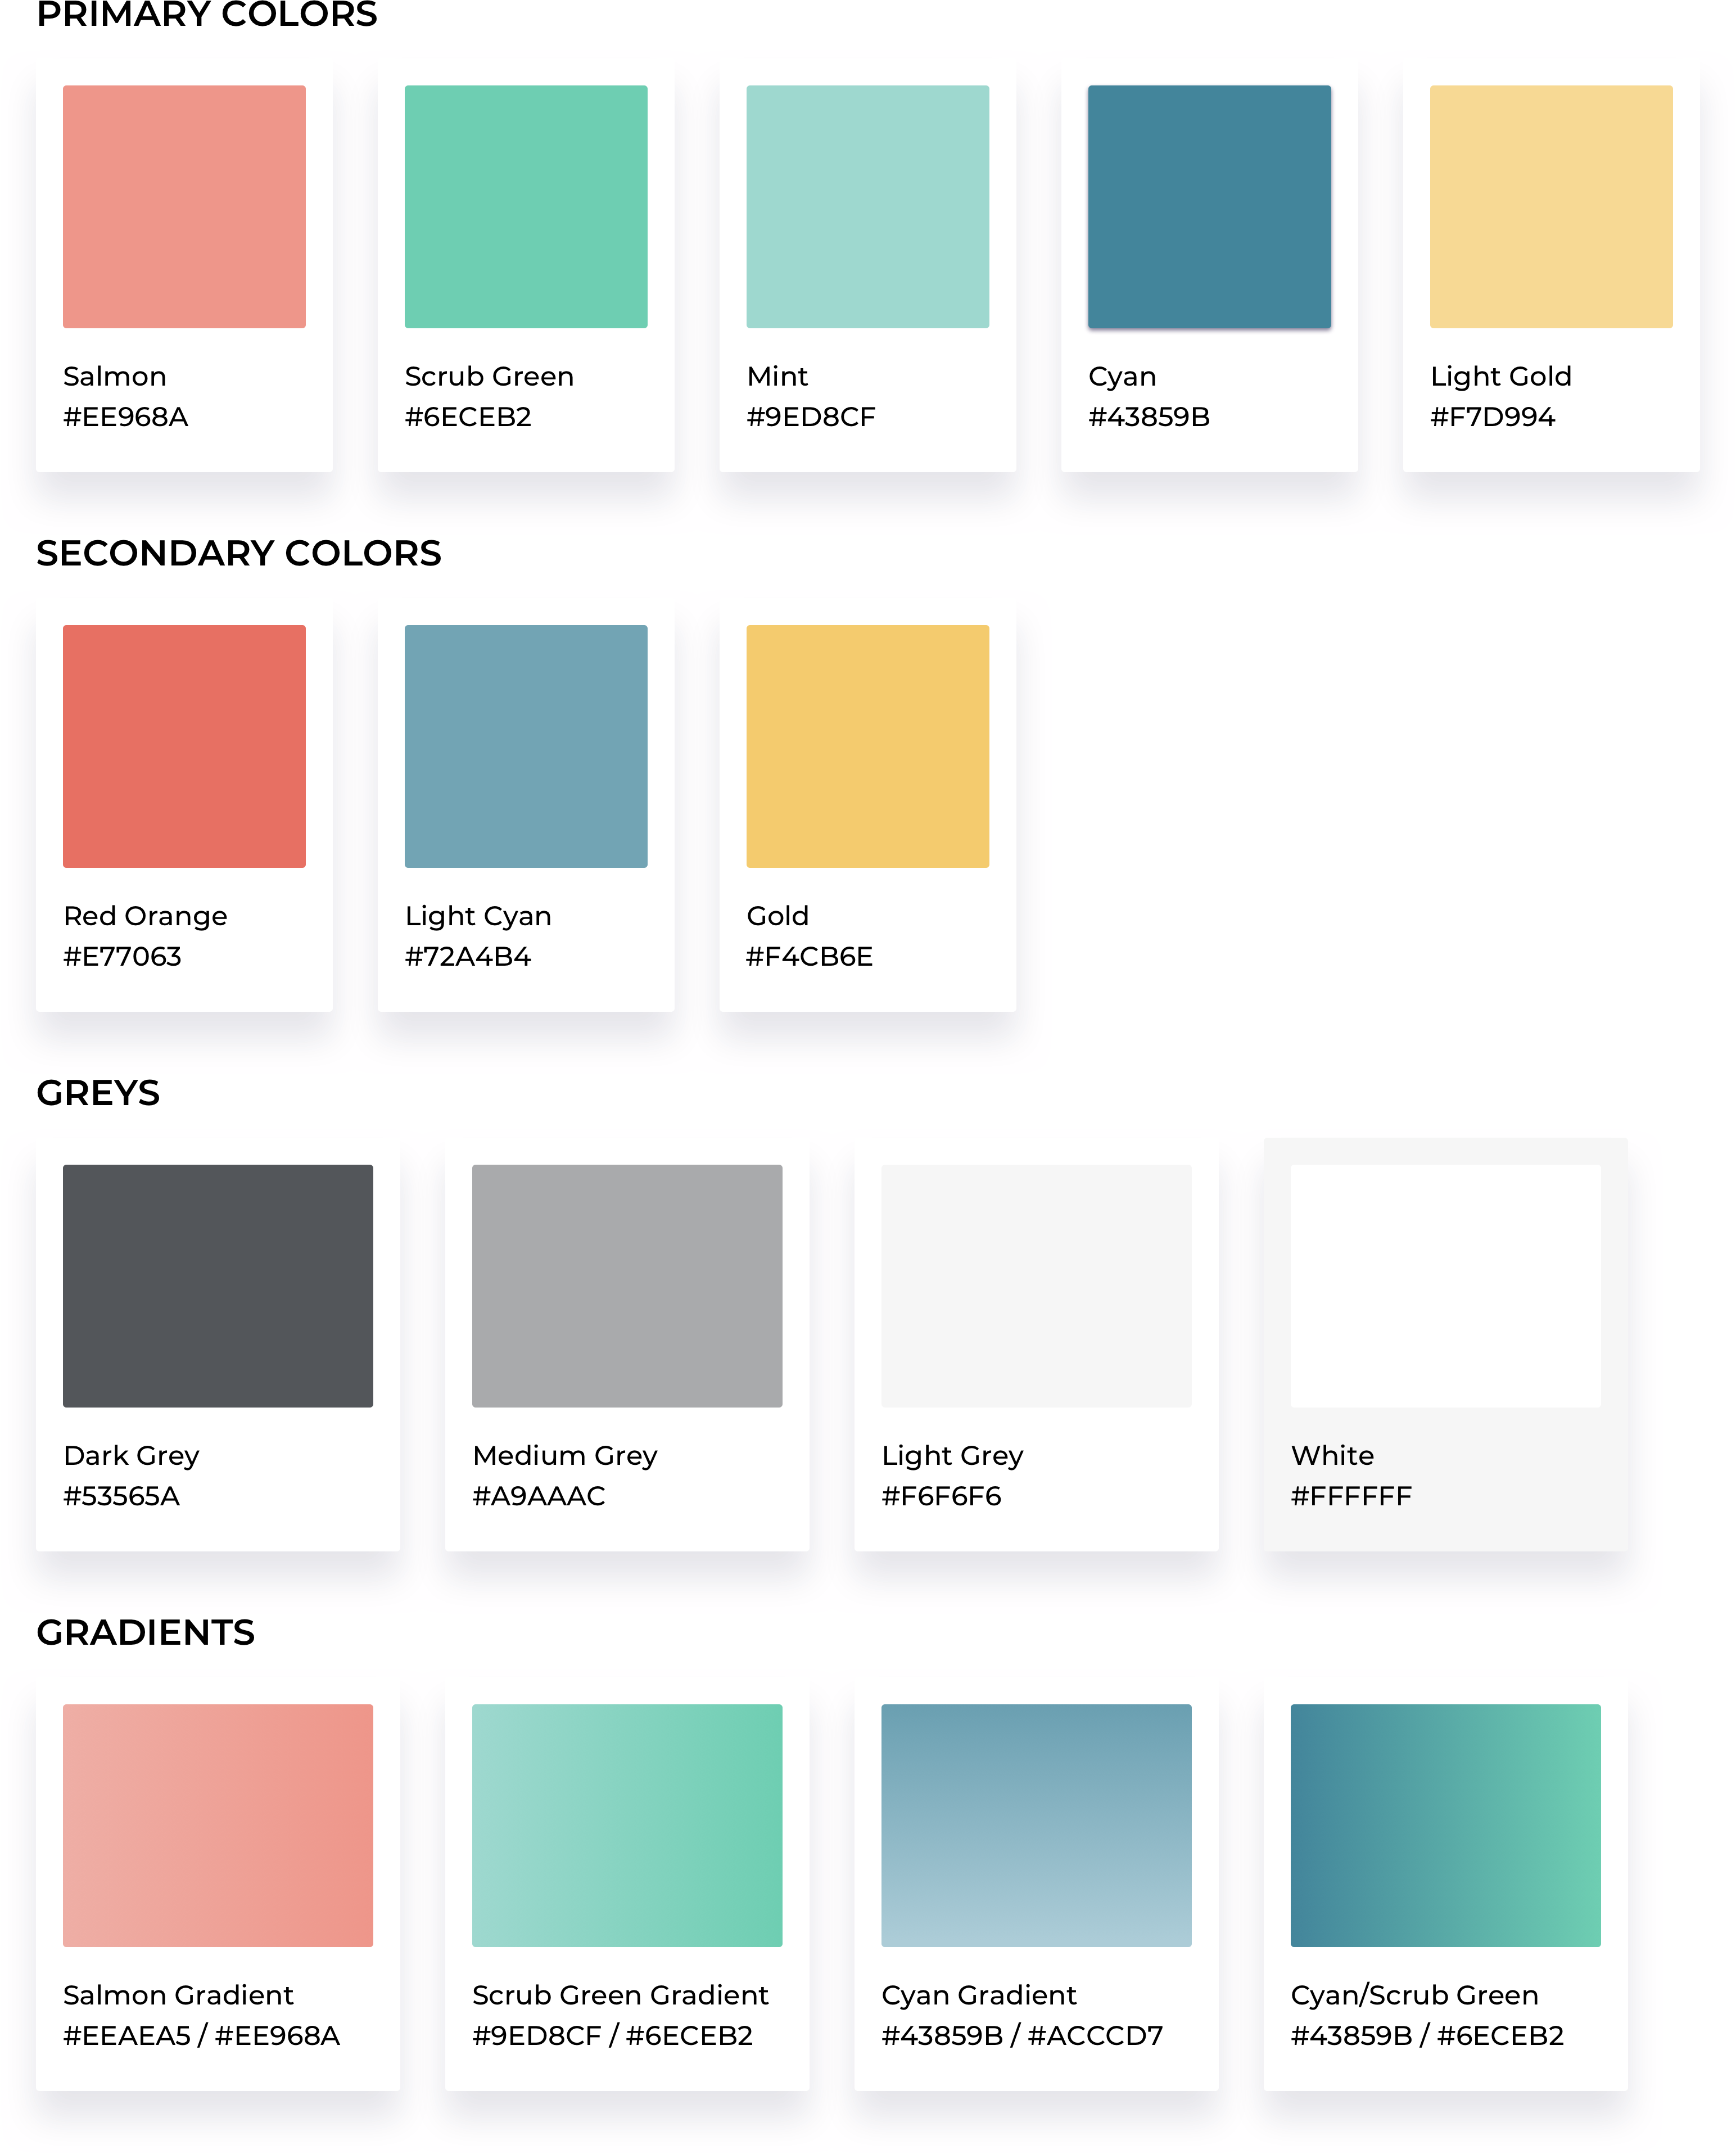 PRIMARY COLORS
Salmon
#EE968A
Scrub Green
#6ECEB2
Mint
#9ED8CF
Cyan
#43859B
Light Gold
#F7D994
SECONDARY COLORS
Red Orange
#E77063
Light Cyan
#72A4B4
Gold
#F4CB6E
GREYS
Dark Grey
#53565A
Medium Grey
#A9AAAC
Light Grey
#F6F6F6
White
#FFFFFF
GRADIENTS
Salmon Gradient
#EEAEA5 / #EE968A
Scrub Green Gradient
#9ED8CF / #6ECEB2
Cyan Gradient
#43859B / #ACCCD7
Cyan/Scrub Green
#43859B / #6ECEB2